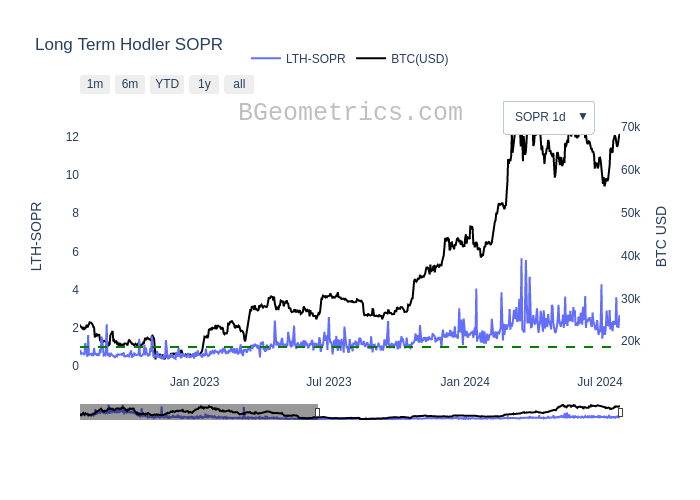 Long Term Hodler SOPR
LTH-SOPR BTC(USD)
1m 6m YTD 1y all
BGeometrics.com
SOPR 1d ▼
12
10
8
6
4
2
0
LTH-SOPR
70k
60k
50k
40k
30k
20k
BTC USD
Jan 2023 Jul 2023 Jan 2024 Jul 2024